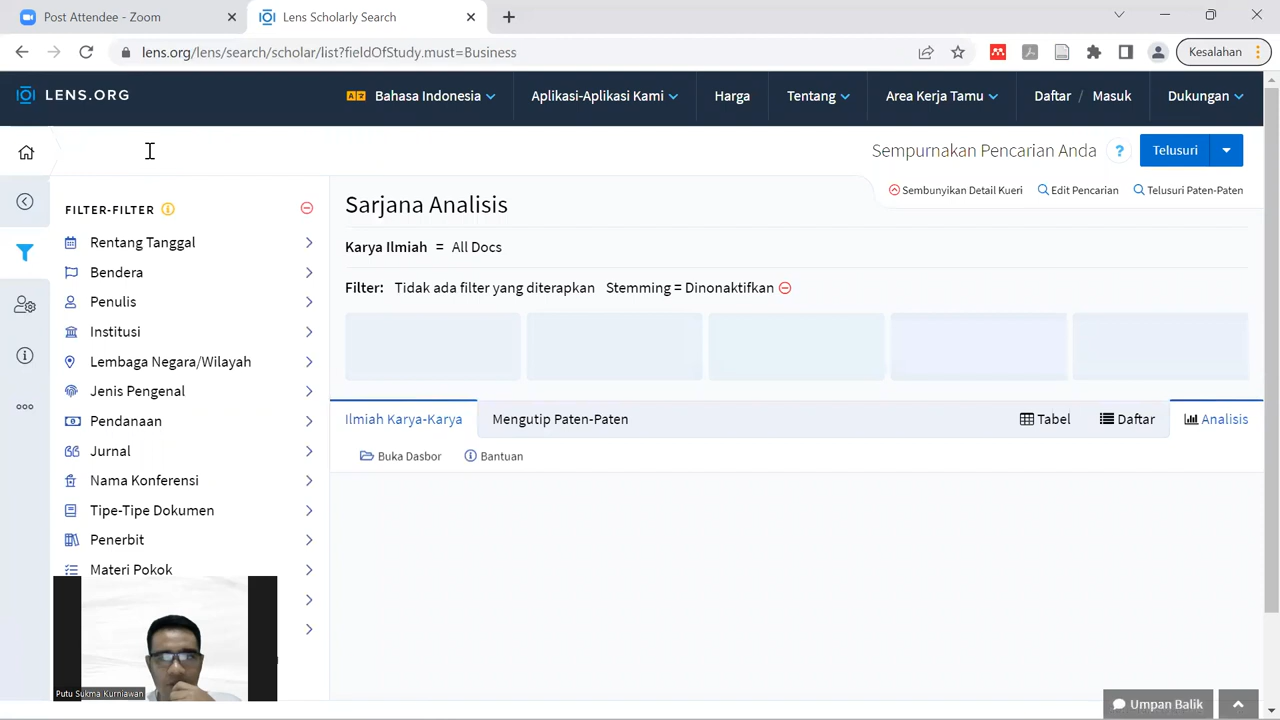 Post Attendee - Zoom
Lens Scholarly Search
lens.org/lens/search/scholar/list?fieldOfStudy.must=Business
Kesalahan
LENS.ORG
Bahasa Indonesia
Aplikasi-Aplikasi Kami
Harga
Tentang
Area Kerja Tamu
Daftar / Masuk
Dukungan
Sempurnakan Pencarian Anda
?
Telusuri
Sembunyikan Detail Kueri
Edit Pencarian
Telusuri Paten-Paten
FILTER-FILTER
Rentang Tanggal
Bendera
Penulis
Institusi
Lembaga Negara/Wilayah
Jenis Pengenal
Pendanaan
Jurnal
Nama Konferensi
Tipe-Tipe Dokumen
Penerbit
Materi Pokok
Sarjana Analisis
Karya Ilmiah = All Docs
Filter: Tidak ada filter yang diterapkan Stemming = Dinonaktifkan
Ilmiah Karya-Karya
Mengutip Paten-Paten
Tabel
Daftar
Analisis
Buka Dasbor
Bantuan
Putu Sukma Kurniawan
Umpan Balik